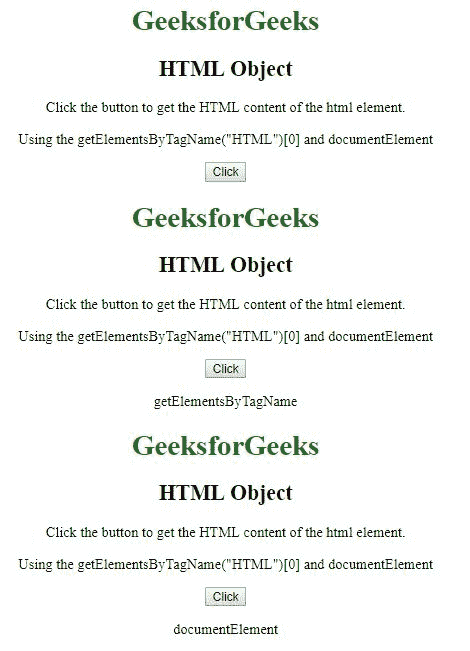 GeeksforGeeks
HTML Object
Click the button to get the HTML content of the html element.
Using the getElementsByTagName("HTML")[0] and documentElement
Click
GeeksforGeeks
HTML Object
Click the button to get the HTML content of the html element.
Using the getElementsByTagName("HTML")[0] and documentElement
Click
getElementsByTagName
GeeksforGeeks
HTML Object
Click the button to get the HTML content of the html element.
Using the getElementsByTagName("HTML")[0] and documentElement
Click
documentElement